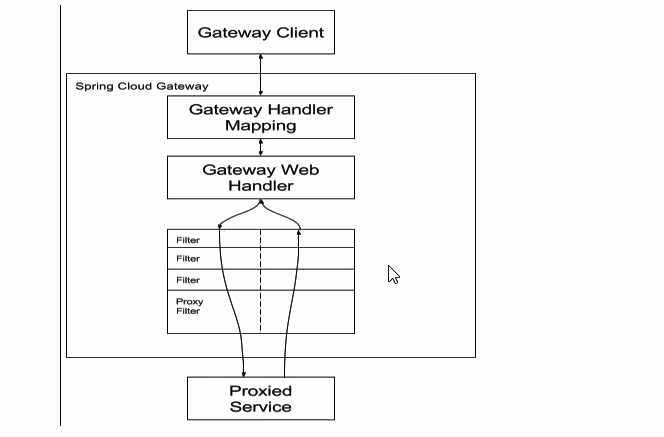 Gateway Client
Spring Cloud Gateway
Gateway Handler
Mapping
Gateway Web
Handler
Filter
Filter
Filter
Proxy
Filter
Proxied
Service